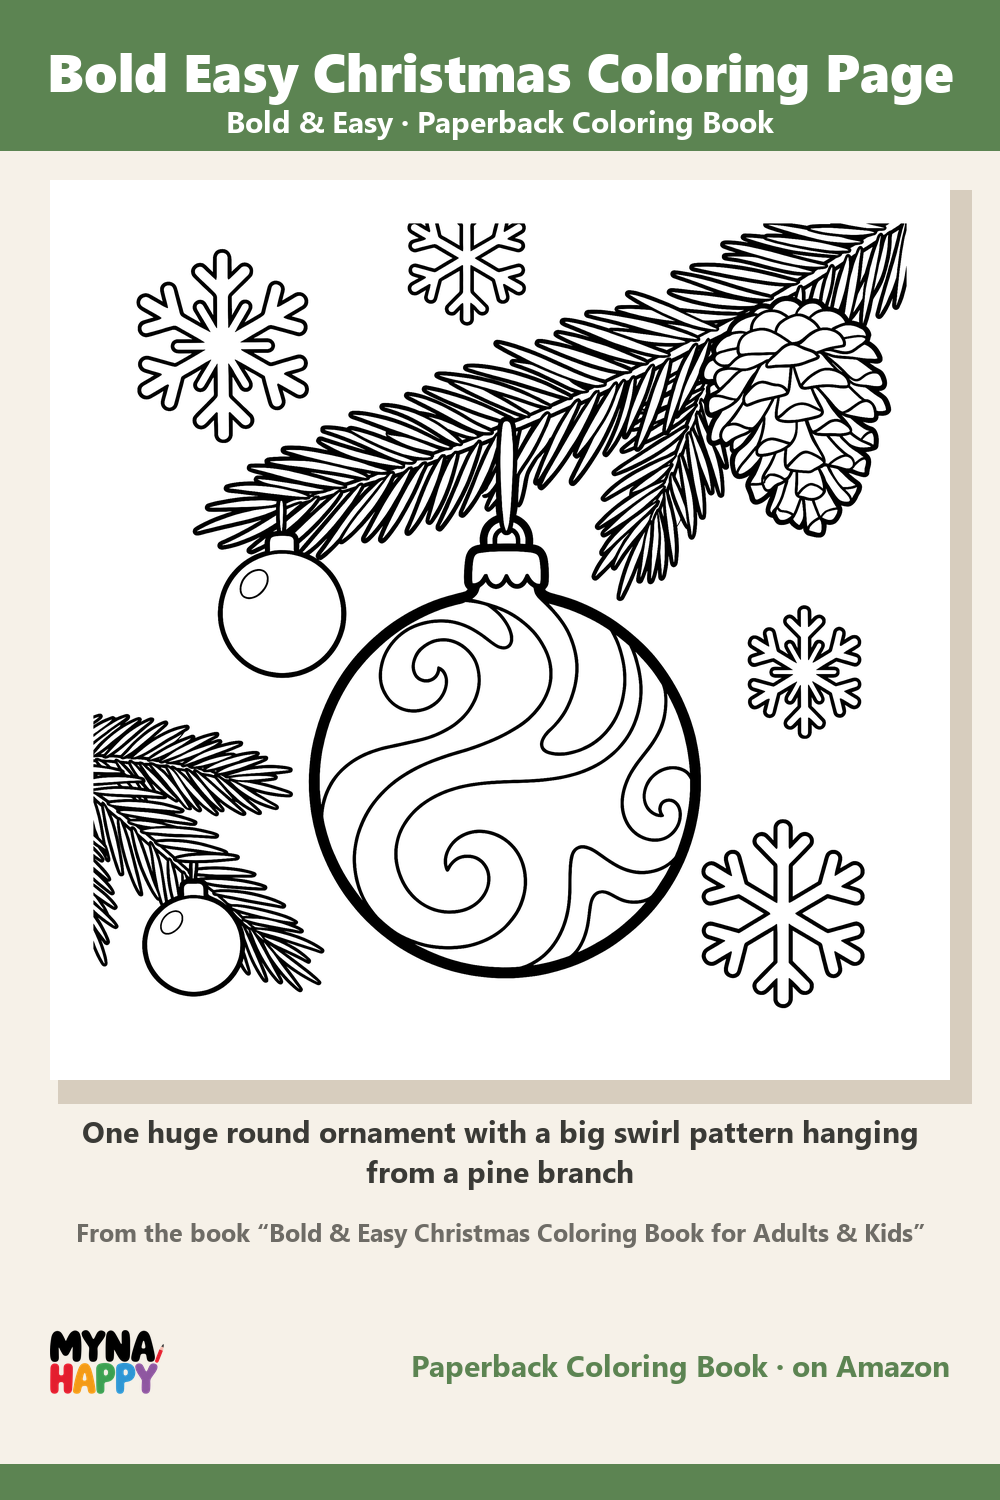 Bold Easy Christmas Coloring Page
Bold & Easy · Paperback Coloring Book
One huge round ornament with a big swirl pattern hanging
from a pine branch
From the book “Bold & Easy Christmas Coloring Book for Adults & Kids”
MYNA
HAPPY
Paperback Coloring Book · on Amazon